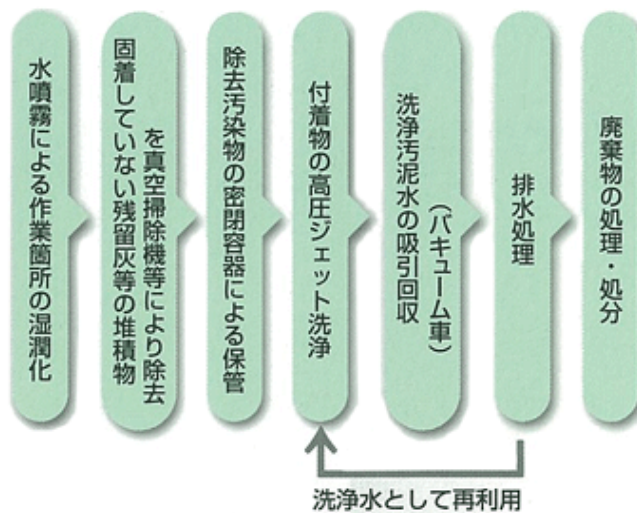 水噴霧による作業箇所の湿潤化
固着していない残留灰等の堆積物
を真空掃除機等により除去
除去汚染物の密閉容器による保管
付着物の高圧ジェット洗浄
洗浄汚泥水の吸引回収
（バキューム車）
排水処理
廃棄物の処理・処分
洗浄水として再利用